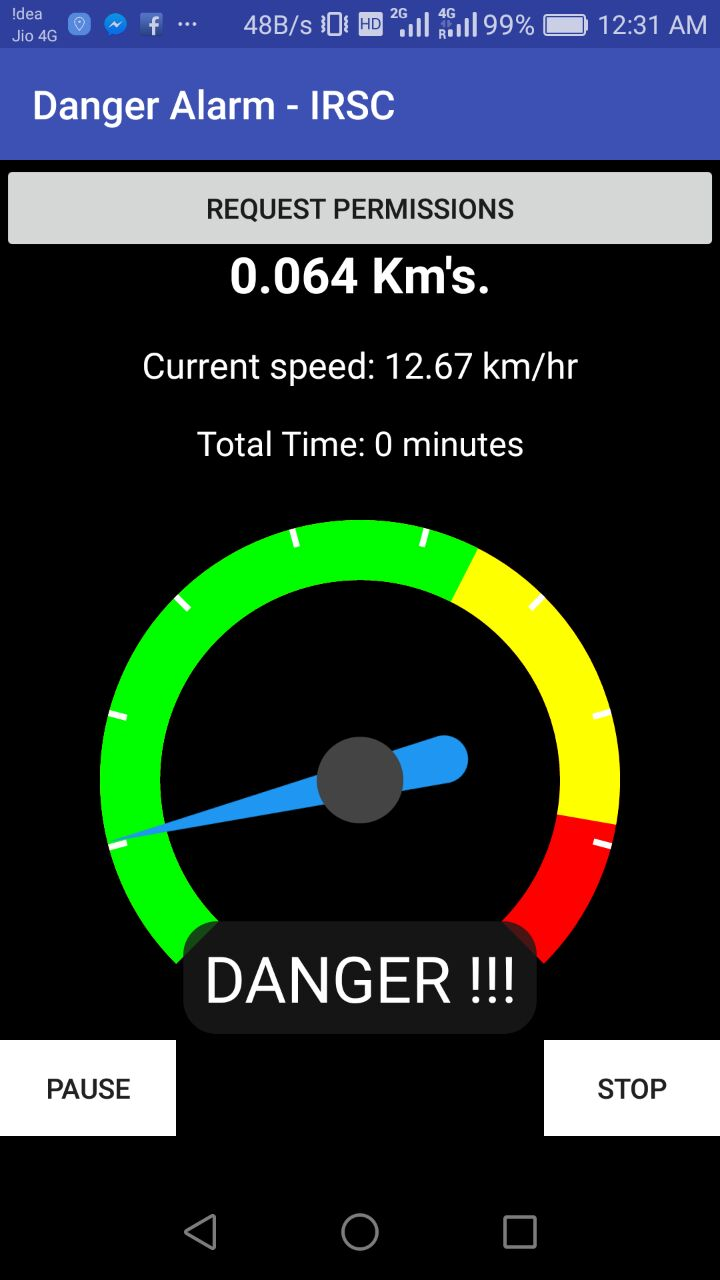 !dea
Jio 4G
48B/s HD 2G 4G R 99% 12:31 AM
Danger Alarm - IRSC
REQUEST PERMISSIONS
0.064 Km's.
Current speed: 12.67 km/hr
Total Time: 0 minutes
DANGER !!!
PAUSE STOP